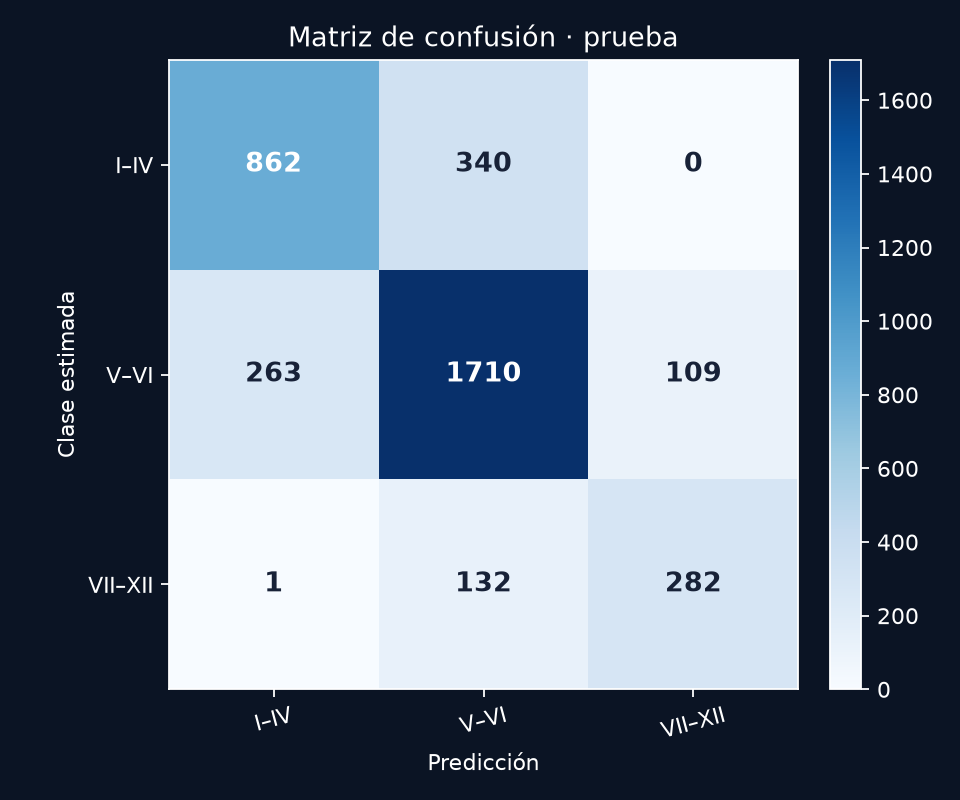 Matriz de confusión · prueba
Clase estimada
I–IV 862 340 0
V–VI 263 1710 109
VII–XII 1 132 282
I–IV V–VI VII–XII
Predicción
1600
1400
1200
1000
800
600
400
200
0